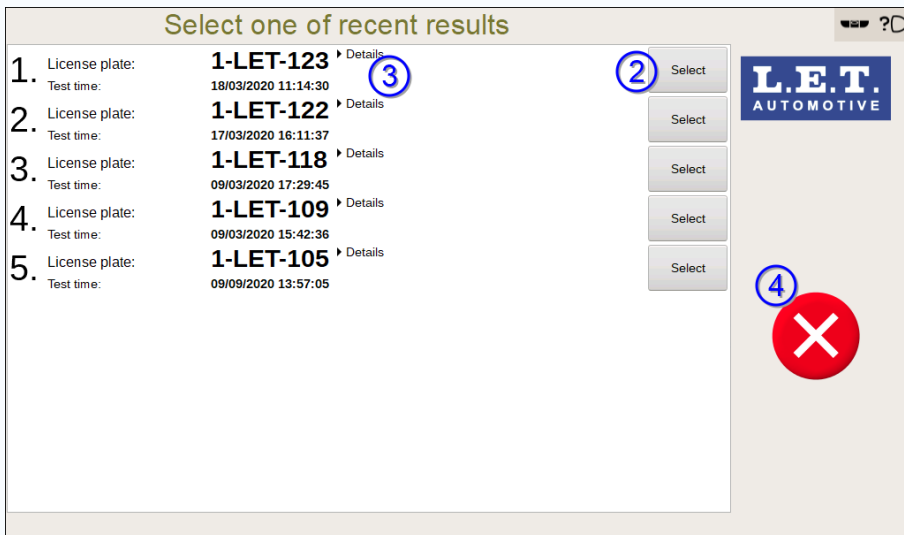 Select one of recent results
?
1. License plate: 1-LET-123 Details
Test time: 18/03/2020 11:14:30
3
2
Select
2. License plate: 1-LET-122 Details
Test time: 17/03/2020 16:11:37
Select
3. License plate: 1-LET-118 Details
Test time: 09/03/2020 17:29:45
Select
4. License plate: 1-LET-109 Details
Test time: 09/03/2020 15:42:36
Select
5. License plate: 1-LET-105 Details
Test time: 09/09/2020 13:57:05
Select
L.E.T.
AUTOMOTIVE
4